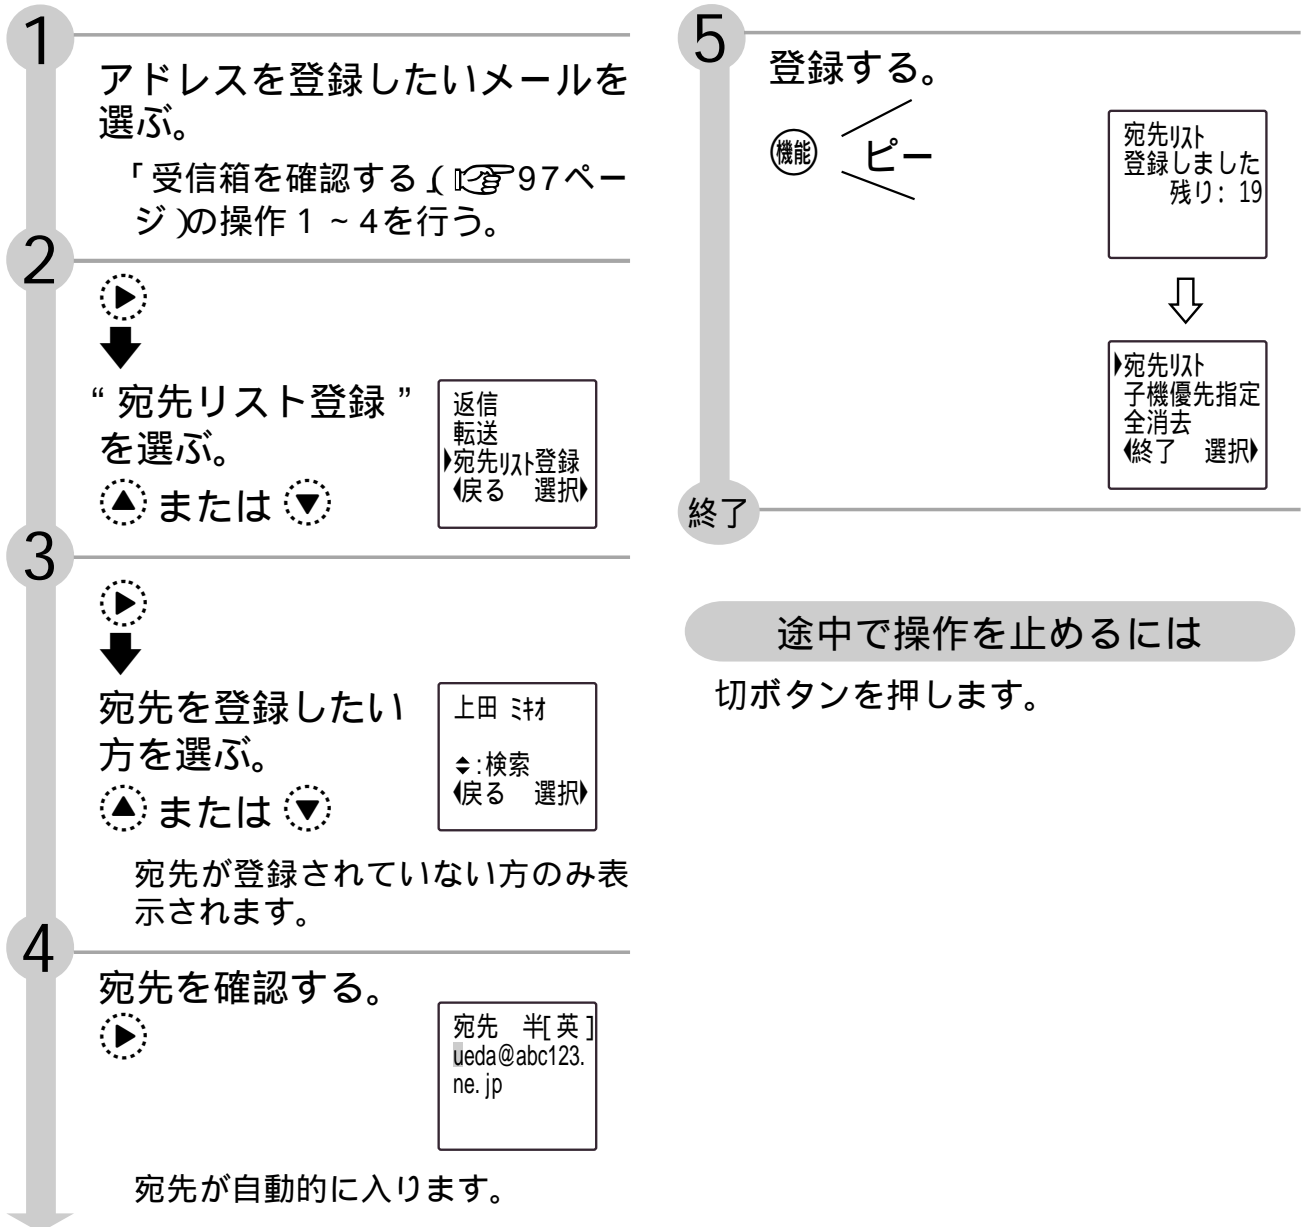 1
アドレスを登録したいメールを
選ぶ。
「受信箱を確認する」(☞97ペー
ジ)の操作1~4を行う。
2
▶
“宛先リスト登録”
を選ぶ。
▲または▼
返信
転送
▶宛先ﾘｽﾄ登録
◀戻る 選択▶
3
▶
宛先を登録したい
方を選ぶ。
▲または▼
上田 ﾐｷｵ
:検索
◀戻る 選択▶
宛先が登録されていない方のみ表
示されます。
4
宛先を確認する。
▶
宛先 半[英]
ueda@abc123.
ne.jp
宛先が自動的に入ります。
5
登録する。
機能 ピー
宛先ﾘｽﾄ
登録しました
残り: 19
▶宛先ﾘｽﾄ
子機優先指定
全消去
◀終了 選択▶
終了
途中で操作を止めるには
切ボタンを押します。